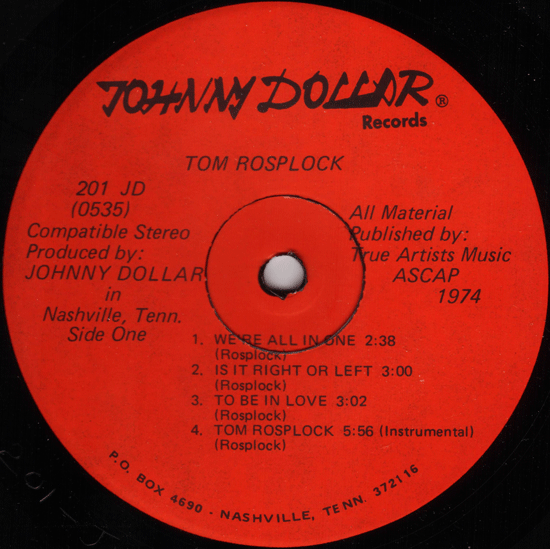 JOHNNY DOLLAR ®
Records
TOM ROSPLOCK
201 JD
(0535)
Compatible Stereo
Produced by:
JOHNNY DOLLAR
in
Nashville, Tenn.
Side One
All Material
Published by:
True Artists Music
ASCAP
1974
1. WE'RE ALL IN ONE 2:38
(Rosplock)
2. IS IT RIGHT OR LEFT 3:00
(Rosplock)
3. TO BE IN LOVE 3:02
(Rosplock)
4. TOM ROSPLOCK 5:56 (Instrumental)
(Rosplock)
P.O. BOX 4690 - NASHVILLE, TENN. 372116